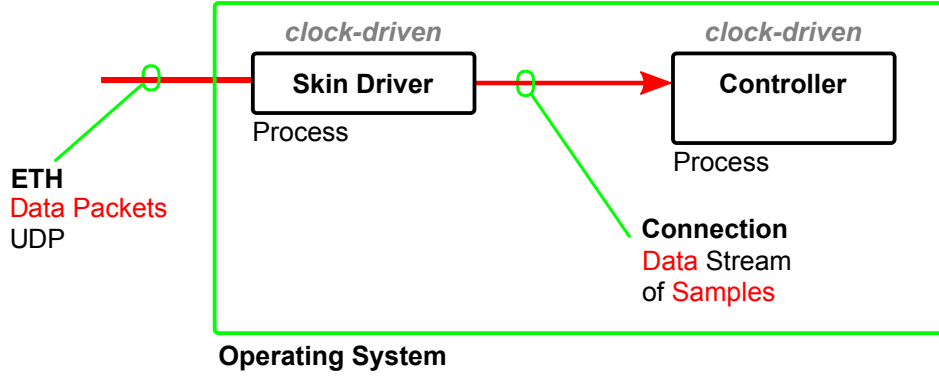 clock-driven
clock-driven
Skin Driver
Controller
Process
Process
ETH
Data Packets
UDP
Connection
Data Stream
of Samples
Operating System